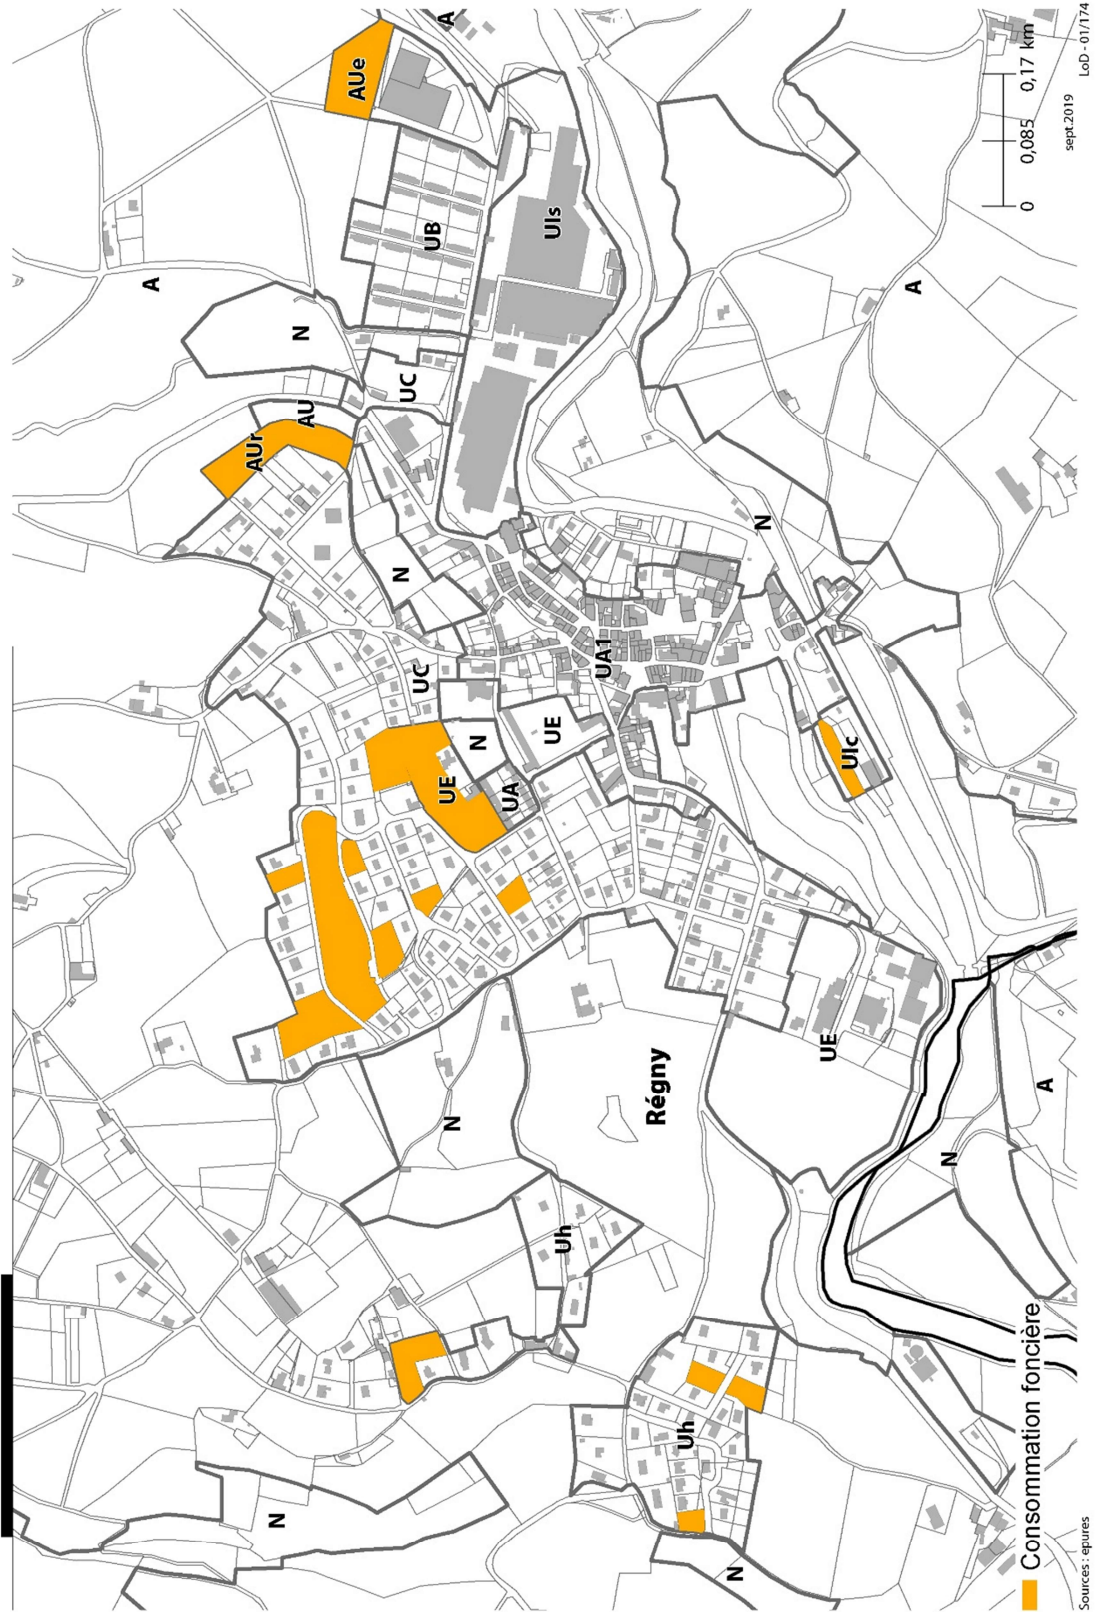 N
N
Uh
N
Uh
N
Régny
UE
N
A
UE
UA
N
UE
UC
UIc
UA1
N
N
AUr
AU
UC
N
A
UB
UIs
AUe
A
A
Consommation foncière
Sources : epures
0 0,085 0,17 km
sept.2019
LoD - 01/174